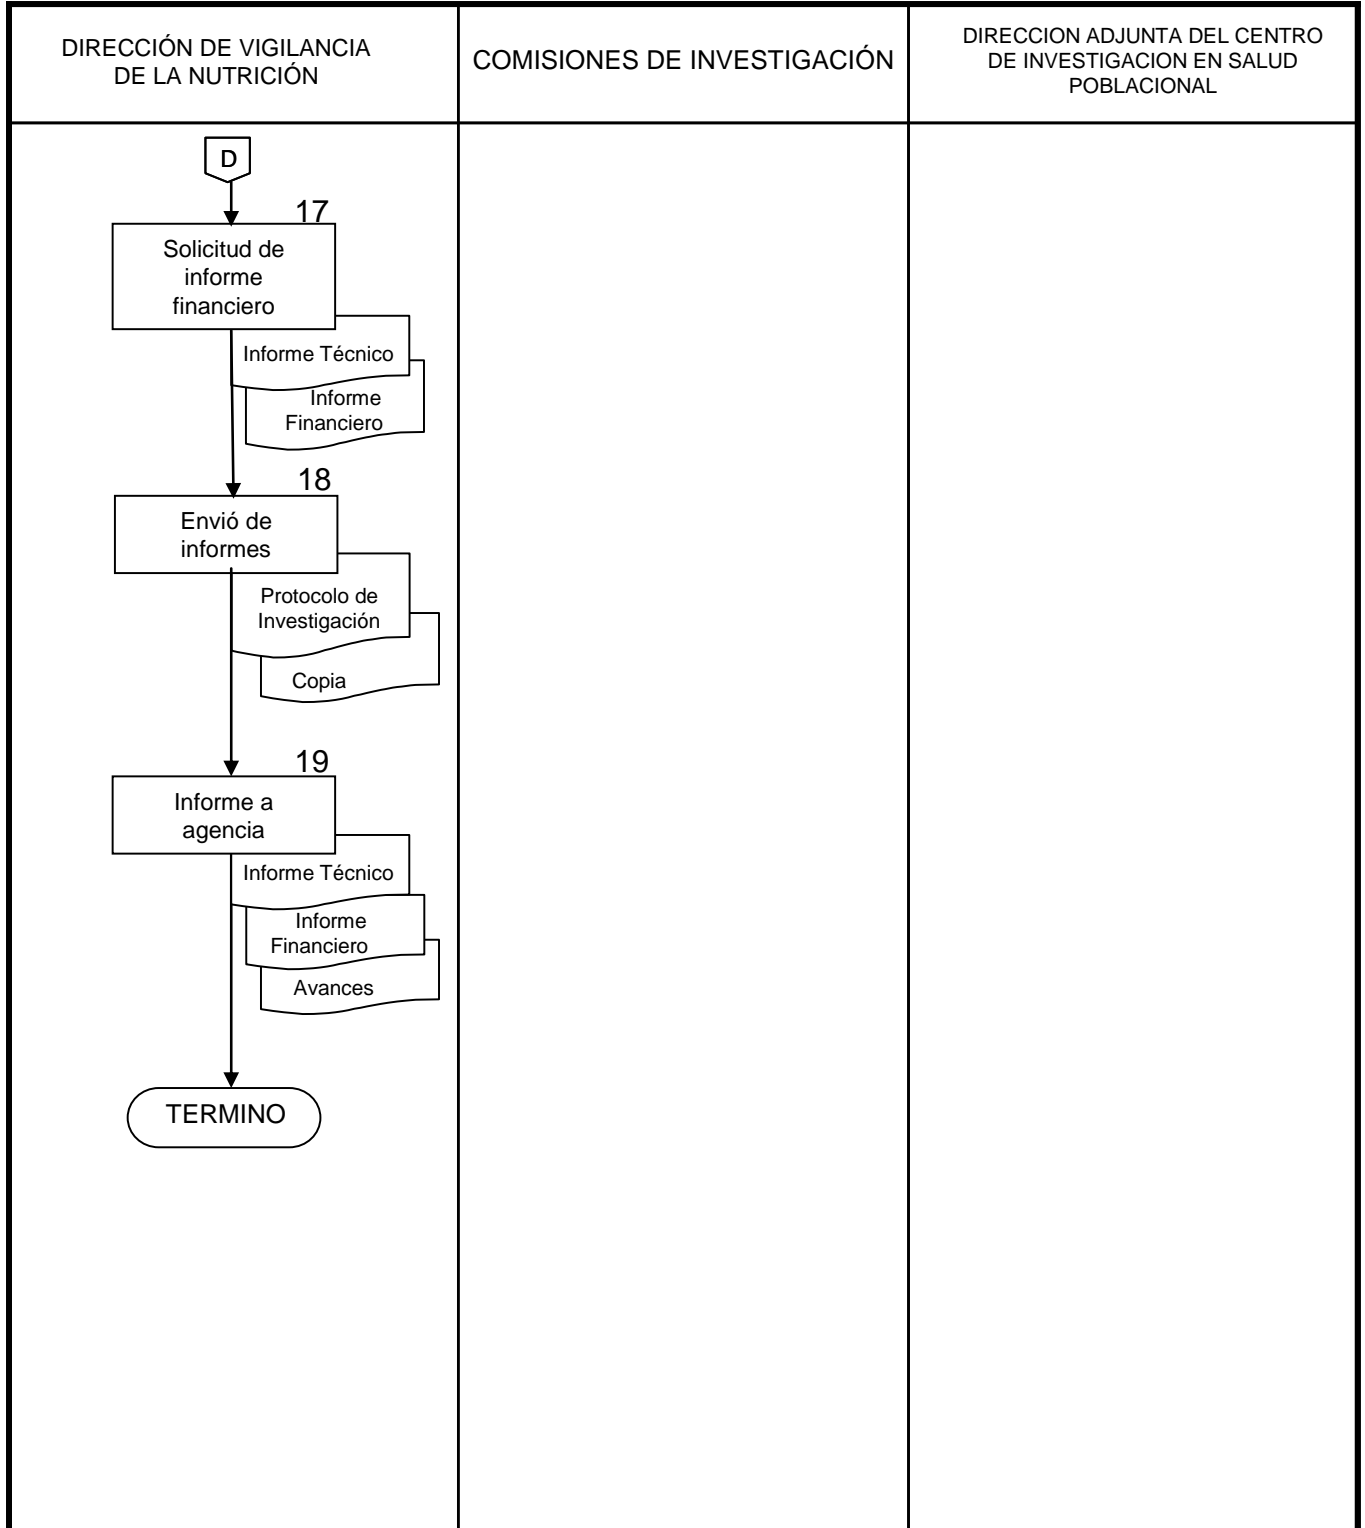 DIRECCIÓN DE VIGILANCIA
DE LA NUTRICIÓN
COMISIONES DE INVESTIGACIÓN
DIRECCION ADJUNTA DEL CENTRO
DE INVESTIGACION EN SALUD
POBLACIONAL
D
17
Solicitud de
informe
financiero
Informe Técnico
Informe
Financiero
18
Envió de
informes
Protocolo de
Investigación
Copia
19
Informe a
agencia
Informe Técnico
Informe
Financiero
Avances
TERMINO